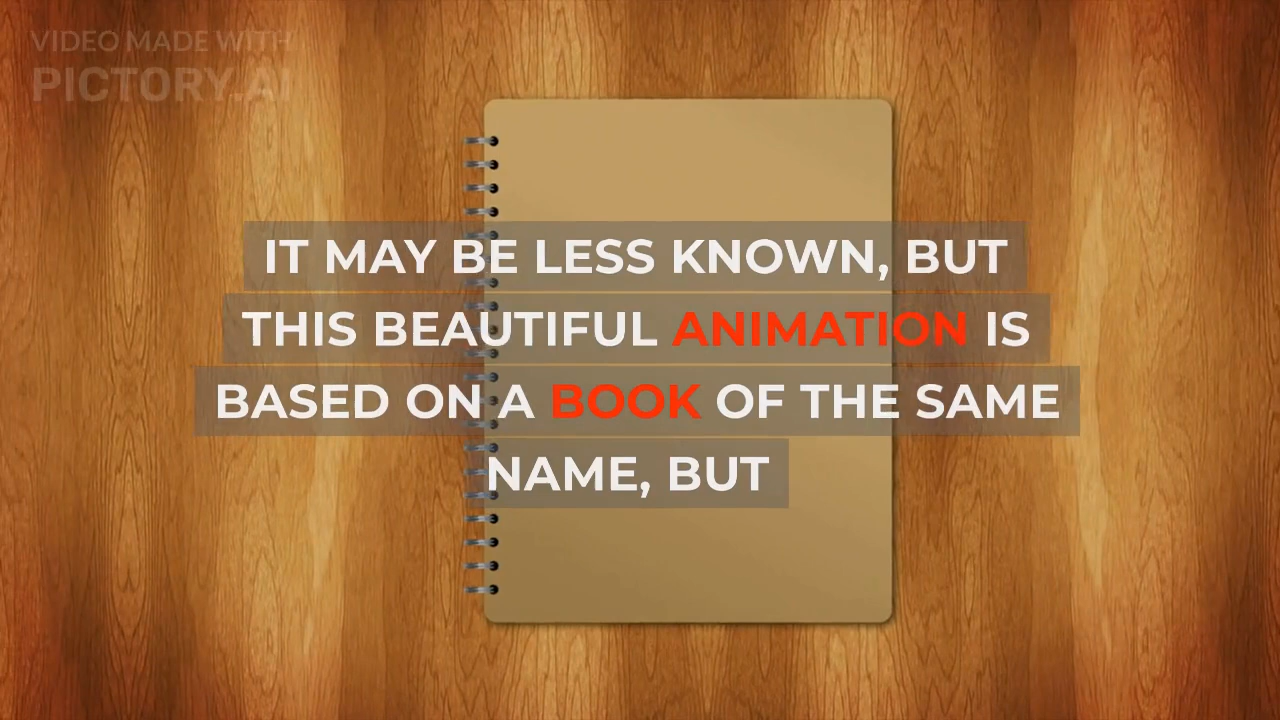 VIDEO MADE WITH
PICTORY.AI
IT MAY BE LESS KNOWN, BUT
THIS BEAUTIFUL ANIMATION IS
BASED ON A BOOK OF THE SAME
NAME, BUT